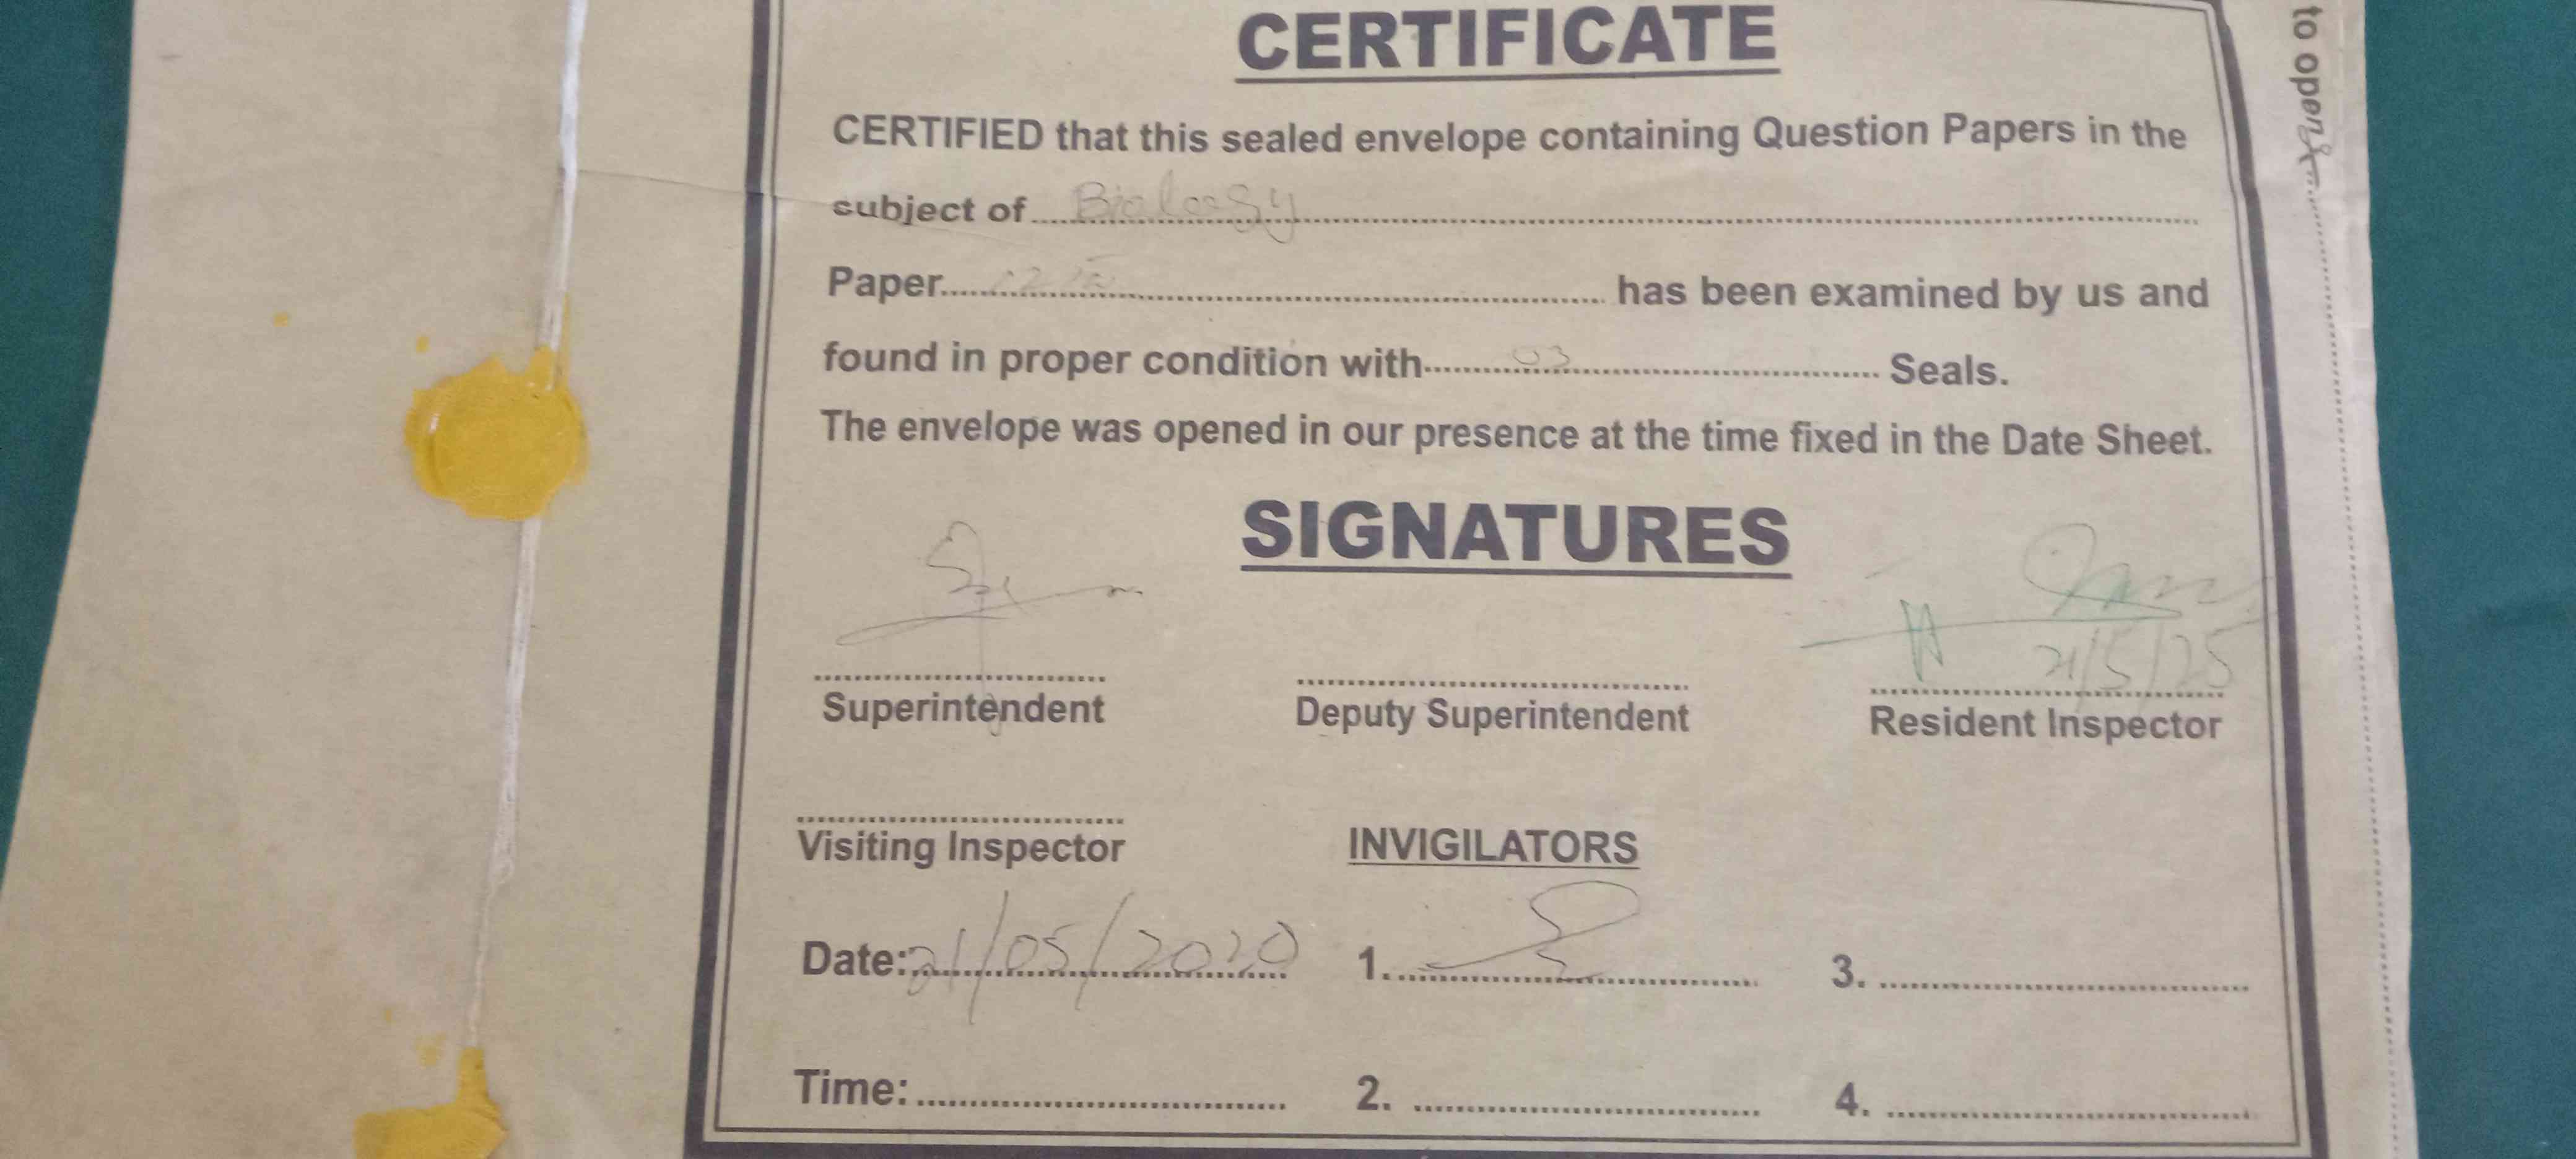 CERTIFICATE
CERTIFIED that this sealed envelope containing Question Papers in the
subject of Biology
Paper 12th has been examined by us and
found in proper condition with 03 Seals.
The envelope was opened in our presence at the time fixed in the Date Sheet.
SIGNATURES
21/5/25
Superintendent Deputy Superintendent Resident Inspector
Visiting Inspector INVIGILATORS
Date: 21/05/2020 1. 3.
Time: 2. 4.
to open